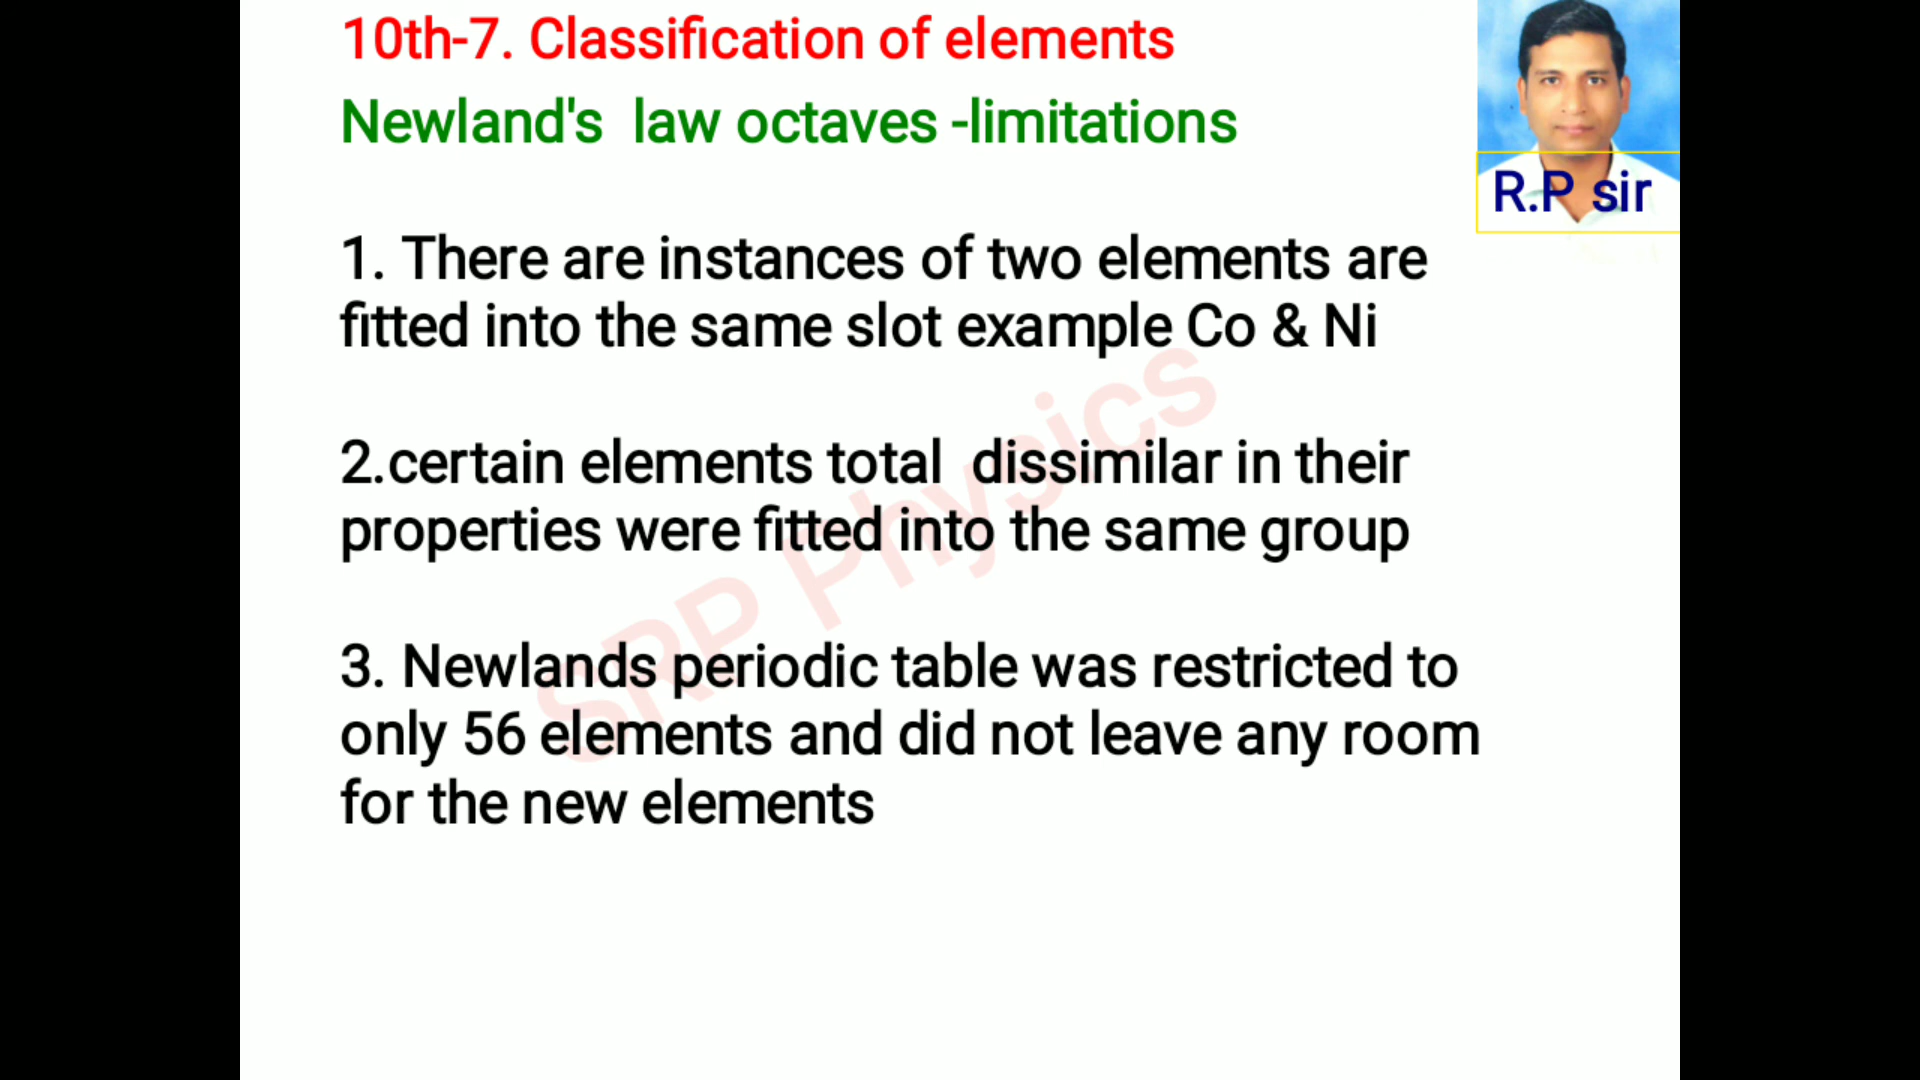 10th-7. Classification of elements
Newland's  law octaves -limitations
R.P sir
1. There are instances of two elements are
fitted into the same slot example Co & Ni
2.certain elements total  dissimilar in their
properties were fitted into the same group
3. Newlands periodic table was restricted to
only 56 elements and did not leave any room
for the new elements
SRP Physics